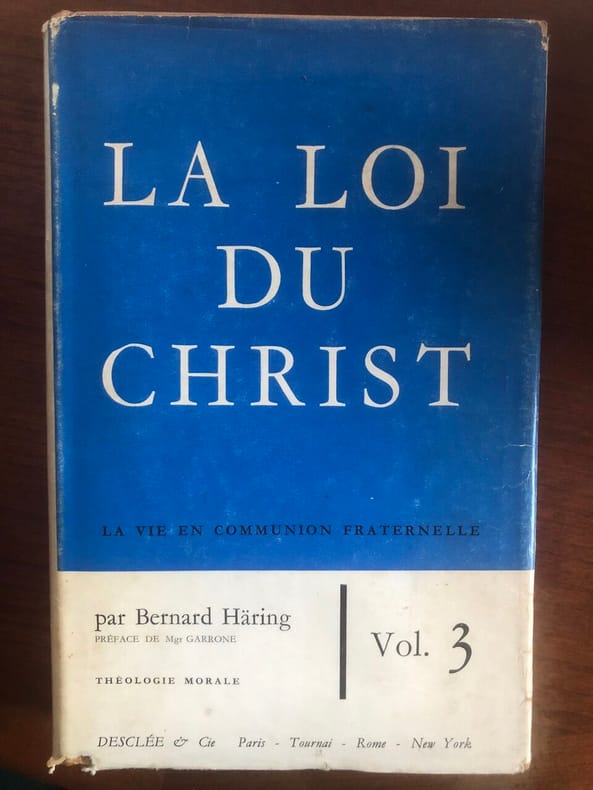 LA LOI
DU
CHRIST
LA VIE EN COMMUNION FRATERNELLE
par Bernard Häring
PRÉFACE DE Mgr GARRONE
THÉOLOGIE MORALE
Vol. 3
DESCLÉE & Cie Paris - Tournai - Rome - New York